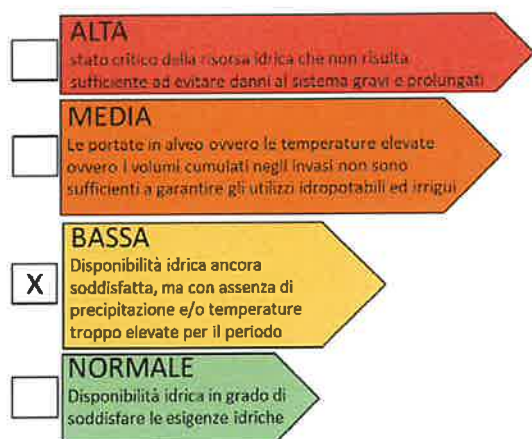 ALTA
stato critico della risorsa idrica che non risulta
sufficiente ad evitare danni al sistema gravi e prolungati
MEDIA
Le portate in alveo ovvero le temperature elevate
ovvero i volumi cumulati negli invasi non sono
sufficienti a garantire gli utilizzi idropotabili ed irrigui
BASSA
Disponibilità idrica ancora
soddisfatta, ma con assenza di
X
precipitazione e/o temperature
troppo elevate per il periodo
NORMALE
Disponibilità idrica in grado di
soddisfare le esigenze idriche